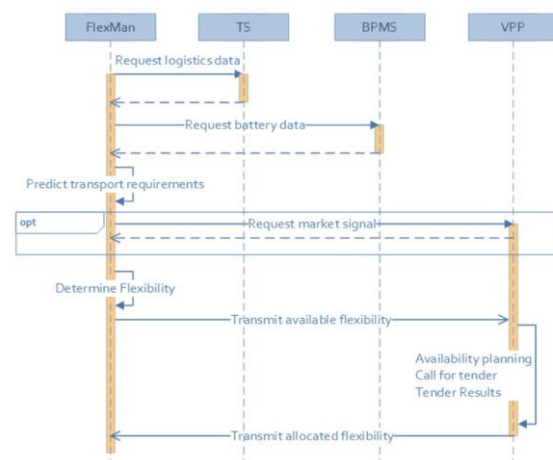 FlexMan
TS
BPMS
VPP
Request logistics data
Request battery data
Predict transport requirements
opt
Request market signal
Determine Flexibility
Transmit available flexibility
Availability planning
Call for tender
Tender Results
Transmit allocated flexibility